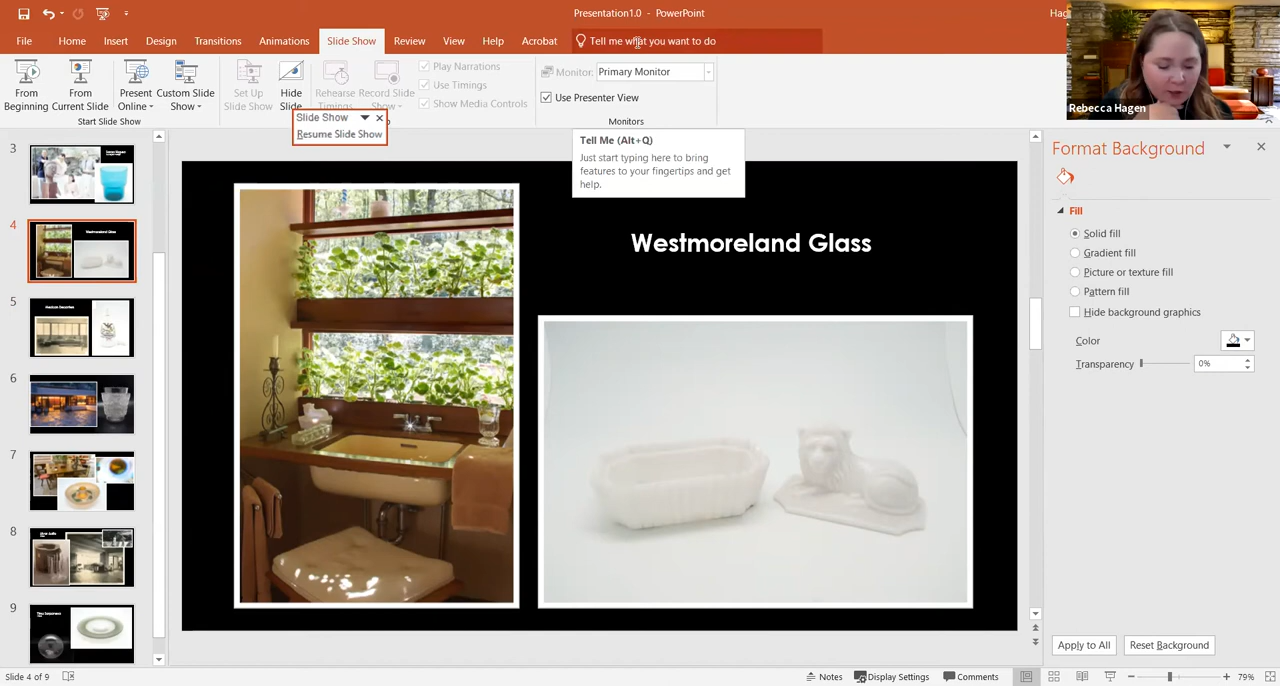 Presentation1.0 - PowerPoint
Hag
File Home Insert Design Transitions Animations Slide Show Review View Help Acrobat Tell me what you want to do
From Beginning
From Current Slide
Present Online
Custom Slide Show
Set Up Slide Show
Hide Slide
Rehearse Timings
Record Slide Show
Play Narrations
Use Timings
Show Media Controls
Monitor: Primary Monitor
Use Presenter View
Start Slide Show
Monitors
Slide Show
Resume Slide Show
Tell Me (Alt+Q)
Just start typing here to bring
features to your fingertips and get
help.
Rebecca Hagen
3
4
Westmoreland Glass
5
6
7
8
9
Westmoreland Glass
Format Background
Fill
Solid fill
Gradient fill
Picture or texture fill
Pattern fill
Hide background graphics
Color
Transparency 0%
Apply to All Reset Background
Slide 4 of 9
Notes Display Settings Comments 79%